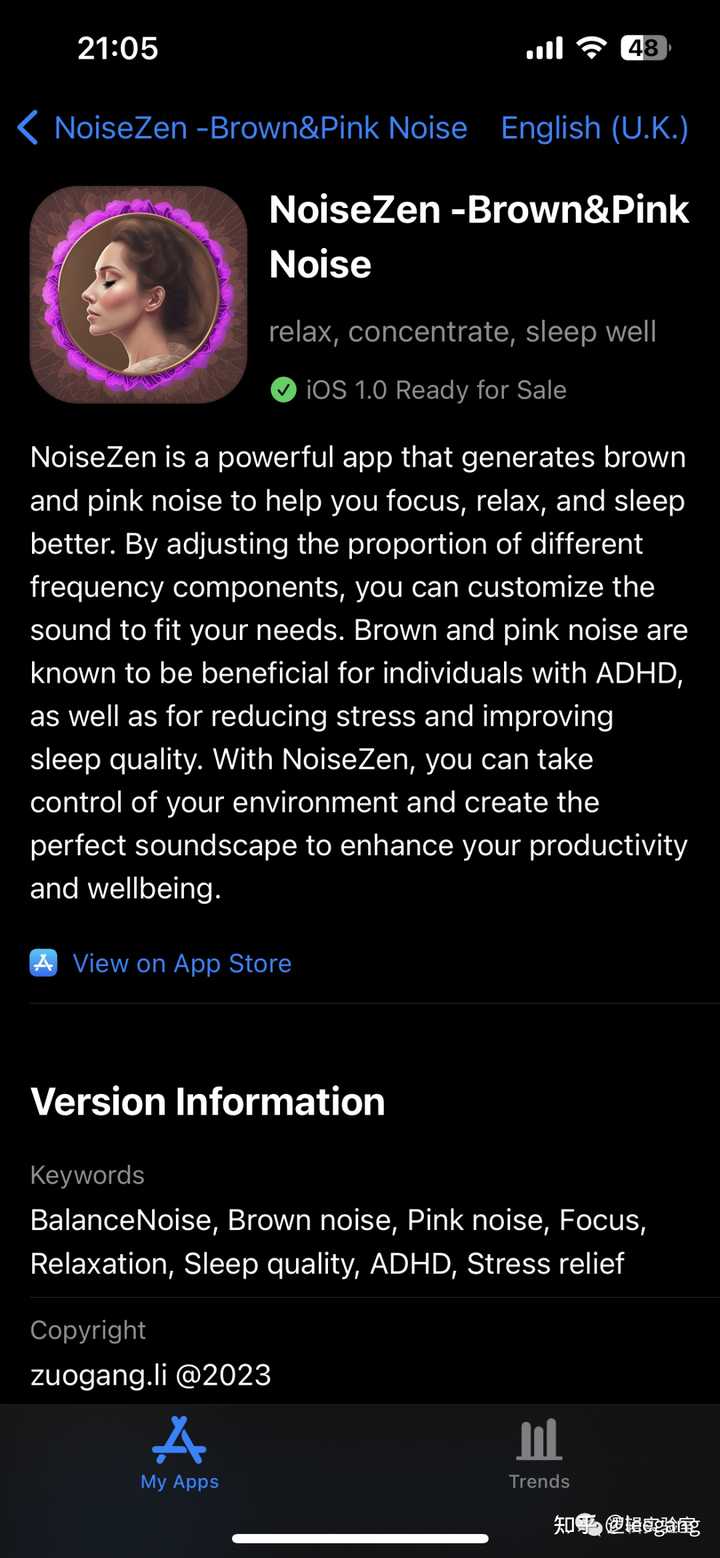 21:05
48
NoiseZen -Brown&Pink Noise English (U.K.)
NoiseZen -Brown&Pink
Noise
relax, concentrate, sleep well
iOS 1.0 Ready for Sale
NoiseZen is a powerful app that generates brown
and pink noise to help you focus, relax, and sleep
better. By adjusting the proportion of different
frequency components, you can customize the
sound to fit your needs. Brown and pink noise are
known to be beneficial for individuals with ADHD,
as well as for reducing stress and improving
sleep quality. With NoiseZen, you can take
control of your environment and create the
perfect soundscape to enhance your productivity
and wellbeing.
View on App Store
Version Information
Keywords
BalanceNoise, Brown noise, Pink noise, Focus,
Relaxation, Sleep quality, ADHD, Stress relief
Copyright
zuogang.li @2023
My Apps Trends